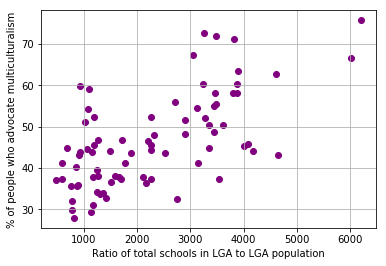 % of people who advocate multiculturalism
70
60
50
40
30
1000 2000 3000 4000 5000 6000
Ratio of total schools in LGA to LGA population